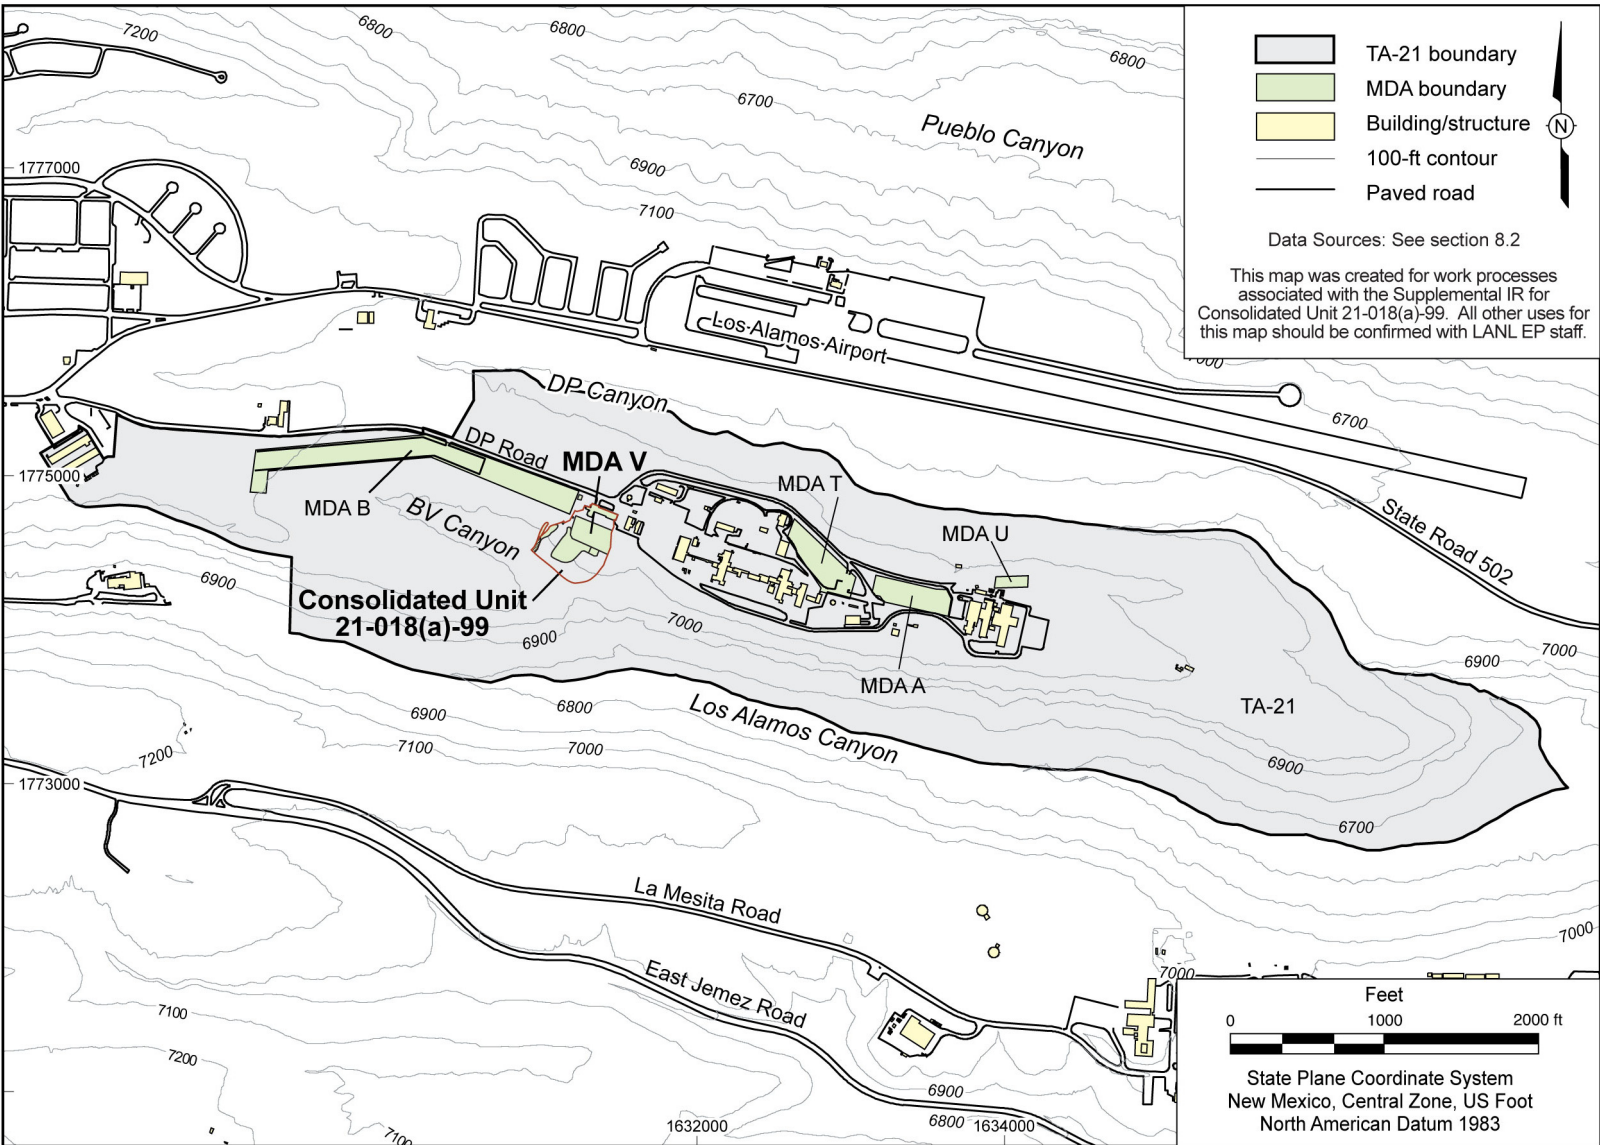 7200
6800
6800
6800
6700
Pueblo Canyon
6900
1777000
7100
TA-21 boundary
MDA boundary
Building/structure
100-ft contour
Paved road
N
Data Sources: See section 8.2
This map was created for work processes
associated with the Supplemental IR for
Consolidated Unit 21-018(a)-99. All other uses for
this map should be confirmed with LANL EP staff.
7000
Los Alamos Airport
6700
DP Canyon
DP Road
MDA V
1775000
MDA B
BV Canyon
MDA T
MDA U
State Road 502
6900
Consolidated Unit
21-018(a)-99
6900
7000
7000
6900
MDA A
TA-21
6900
6800
Los Alamos Canyon
7100
7000
7200
6900
1773000
6700
La Mesita Road
7000
East Jemez Road
7000
7100
7200
6900
6800
7100
1632000
1634000
Feet
0 1000 2000 ft
State Plane Coordinate System
New Mexico, Central Zone, US Foot
North American Datum 1983